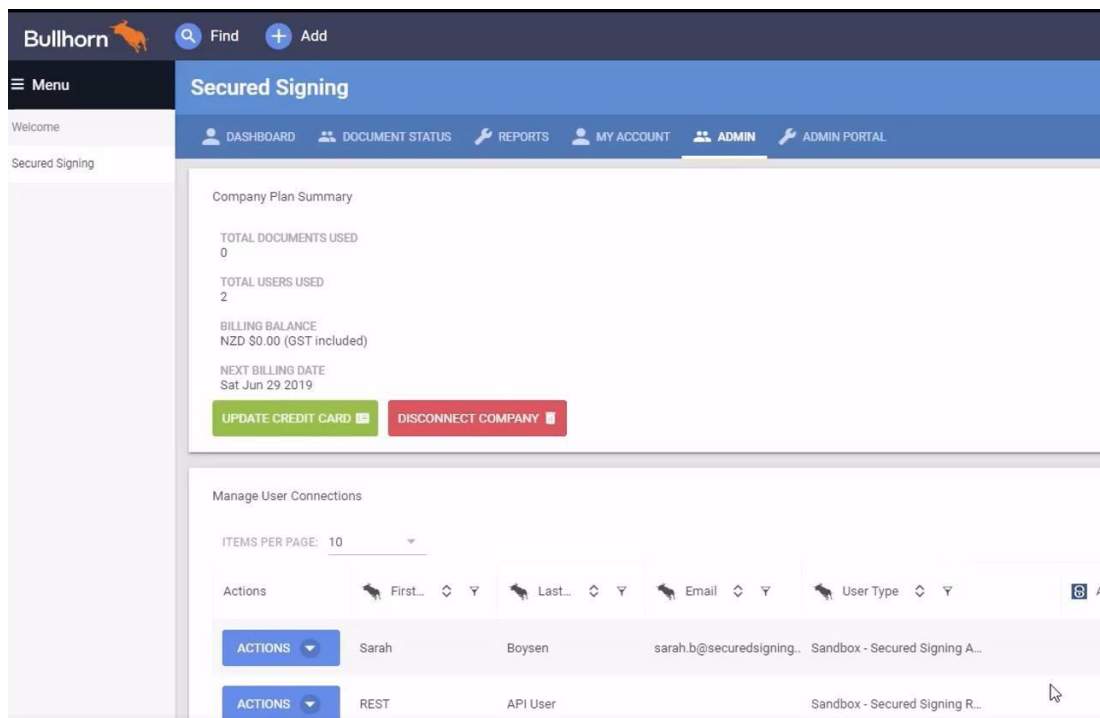 Bullhorn Find Add
Menu
Secured Signing
Welcome
DASHBOARD DOCUMENT STATUS REPORTS MY ACCOUNT ADMIN ADMIN PORTAL
Secured Signing
Company Plan Summary
TOTAL DOCUMENTS USED
0
TOTAL USERS USED
2
BILLING BALANCE
NZD $0.00 (GST included)
NEXT BILLING DATE
Sat Jun 29 2019
UPDATE CREDIT CARD DISCONNECT COMPANY
Manage User Connections
ITEMS PER PAGE: 10
Actions First... Last... Email User Type A
ACTIONS Sarah Boysen sarah.b@securedsigning.. Sandbox - Secured Signing A...
ACTIONS REST API User Sandbox - Secured Signing R...